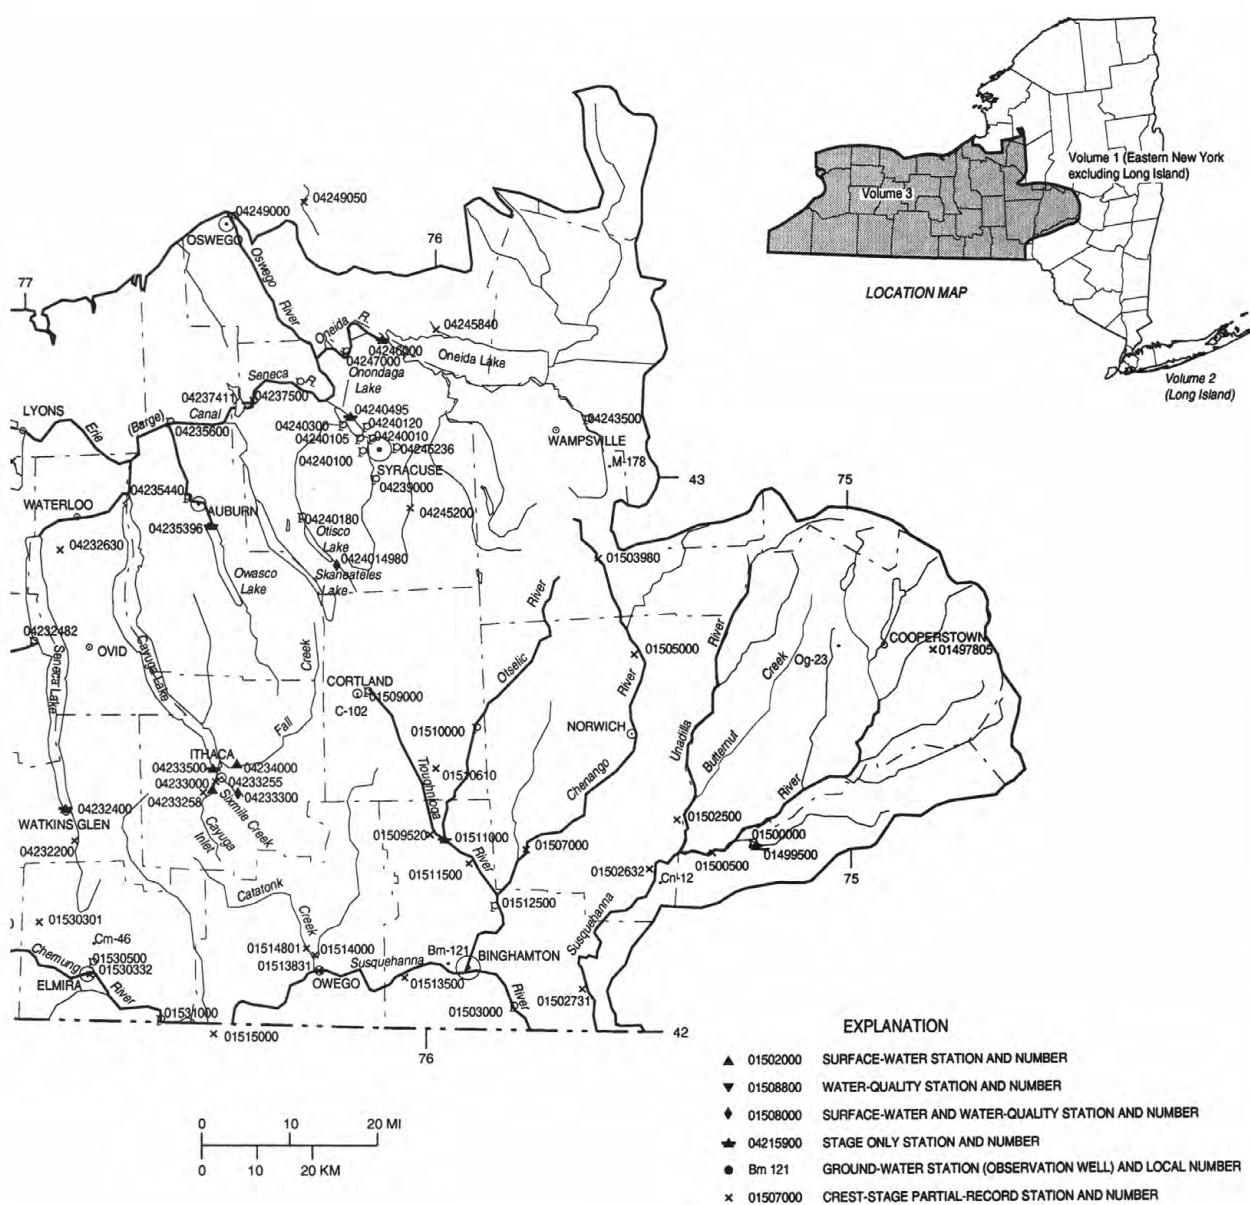 Volume 1 (Eastern New York
excluding Long Island)
Volume 3
LOCATION MAP
Volume 2
(Long Island)
04249050
04249000
OSWEGO
Oswego
River
76
77
04245840
Oneida
R.
04246000
04247000
Oneida Lake
Onondaga
Lake
Seneca
R.
04237411
04237500
Canal
(Barge)
Erie
LYONS
04235600
04240495
04240300
04240120
04240105
04240010
04240100
04245236
SYRACUSE
04239000
04243500
WAMPSVILLE
M-178
43
75
WATERLOO
04235440
AUBURN
04235396
04232630
04240180
Otisco
Lake
04245200
0424014980
Skaneateles
Lake
Owasco
Lake
01503980
River
Otselic
04232482
OVID
Seneca Lake
Cayuga Lake
Creek
Fall
01505000
River
River
Creek
Og-23
COOPERSTOWN
01497805
CORTLAND
01509000
C-102
01510000
NORWICH
Unadilla
Butternut
ITHACA
04233500
04234000
04233000
04233255
04233258
04233300
Sixmile Creek
Cayuga
Inlet
01510610
Tioughnioga
Chenango
River
04232400
WATKINS GLEN
04232200
01509520
01511000
River
01511500
01507000
01502500
01500000
01499500
01500500
01502632
Cn-12
75
Catatonk
Creek
01512500
Susquehanna
01530301
Cm-46
01530500
01530332
Chemung
River
ELMIRA
01514801
01514000
01513831
OWEGO
Susquehanna
Bm-121
BINGHAMTON
01513500
River
01503000
01502731
01531000
01515000
76
42
0 10 20 MI
0 10 20 KM
EXPLANATION
01502000 SURFACE-WATER STATION AND NUMBER
01508800 WATER-QUALITY STATION AND NUMBER
01508000 SURFACE-WATER AND WATER-QUALITY STATION AND NUMBER
04215900 STAGE ONLY STATION AND NUMBER
Bm 121 GROUND-WATER STATION (OBSERVATION WELL) AND LOCAL NUMBER
01507000 CREST-STAGE PARTIAL-RECORD STATION AND NUMBER